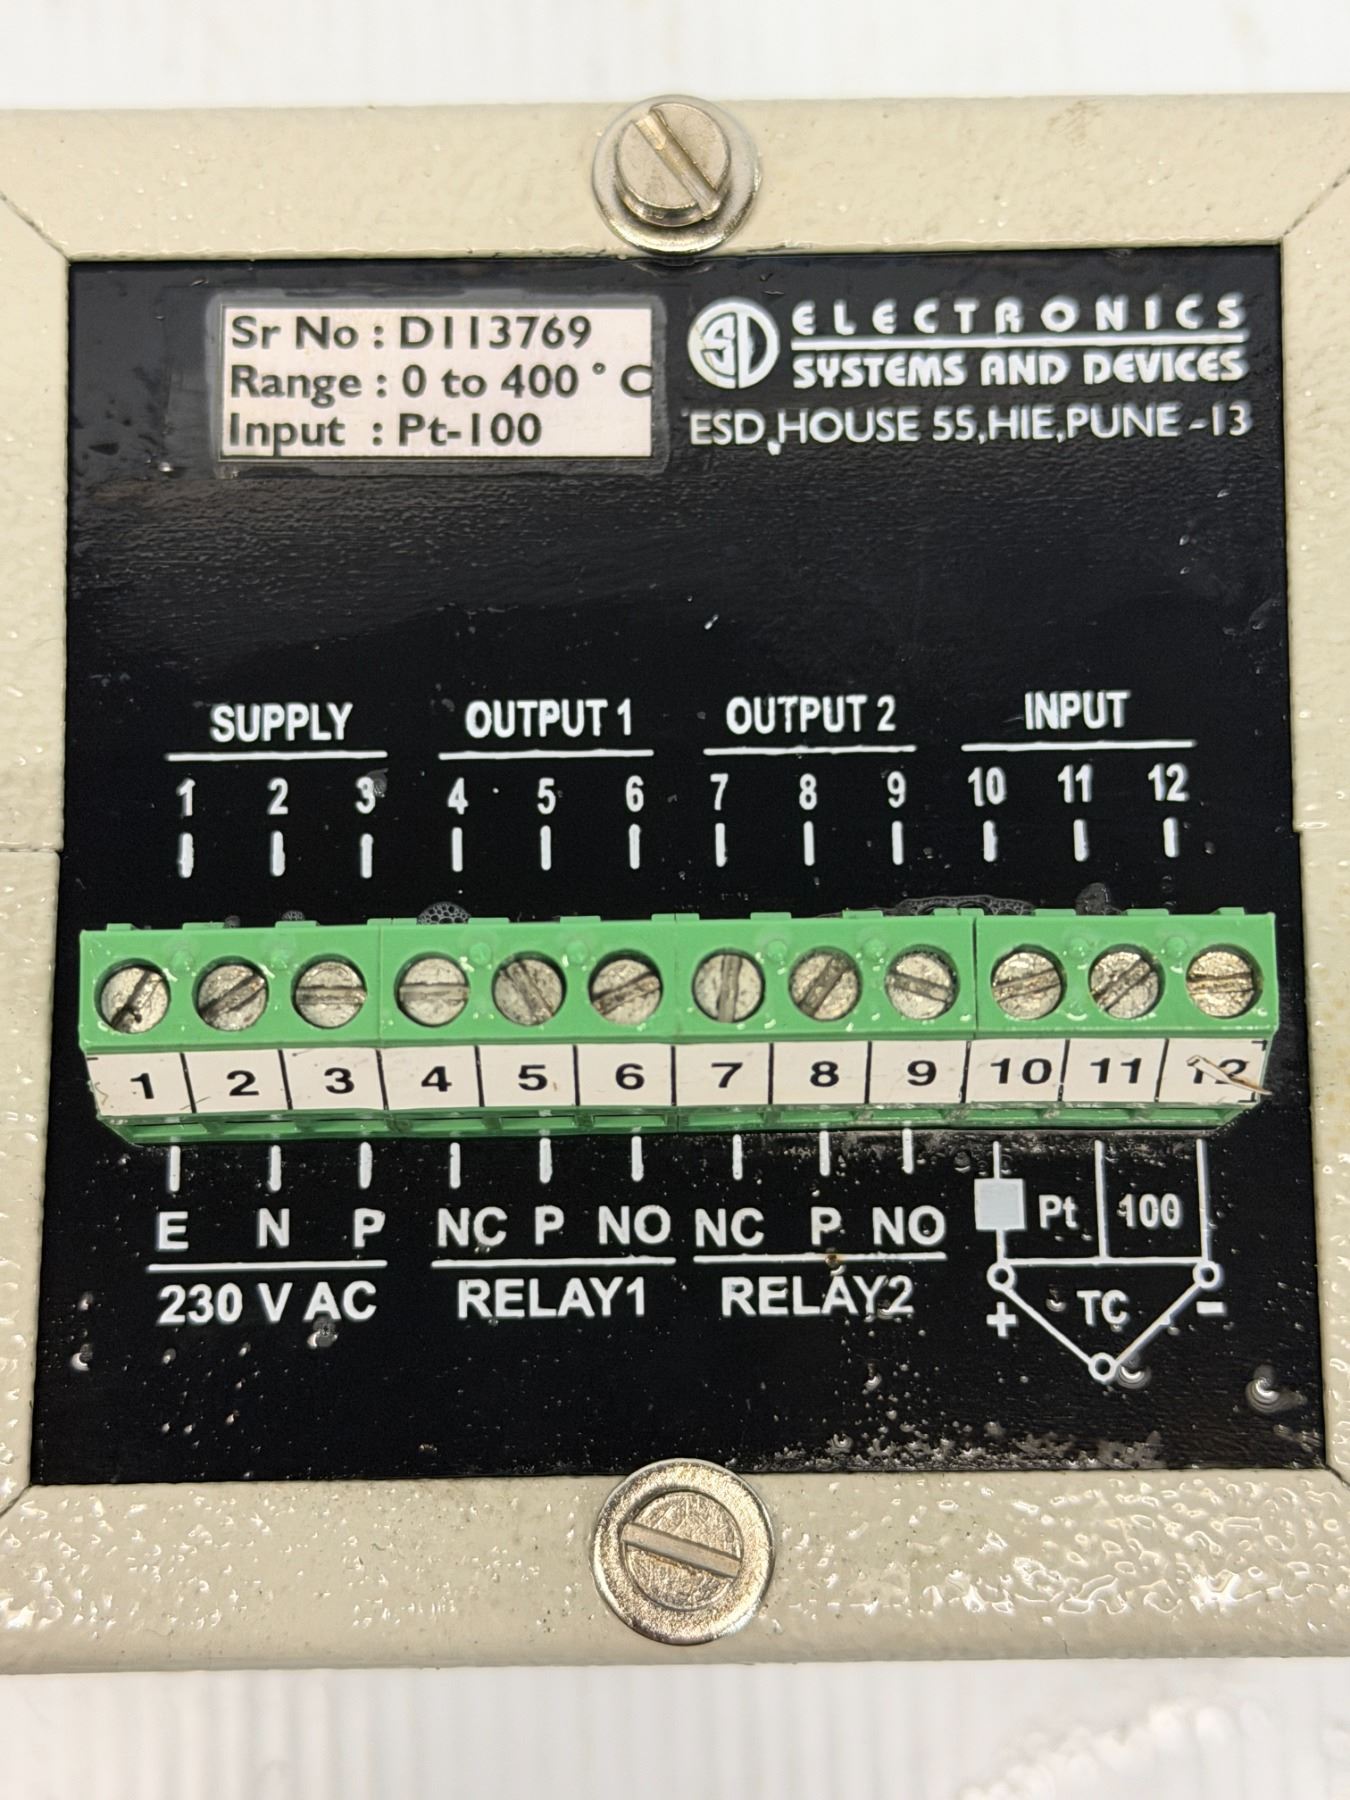 Sr No : D113769
Range : 0 to 400 ° C
Input : Pt-100
SD
ELECTRONICS
SYSTEMS AND DEVICES
ESD,HOUSE 55,HIE,PUNE -13
SUPPLY OUTPUT 1 OUTPUT 2 INPUT
1 2 3 4 5 6 7 8 9 10 11 12
1 2 3 4 5 6 7 8 9 10 11 12
E N P NC P NO NC P NO Pt 100
230 V AC RELAY1 RELAY2 + TC -